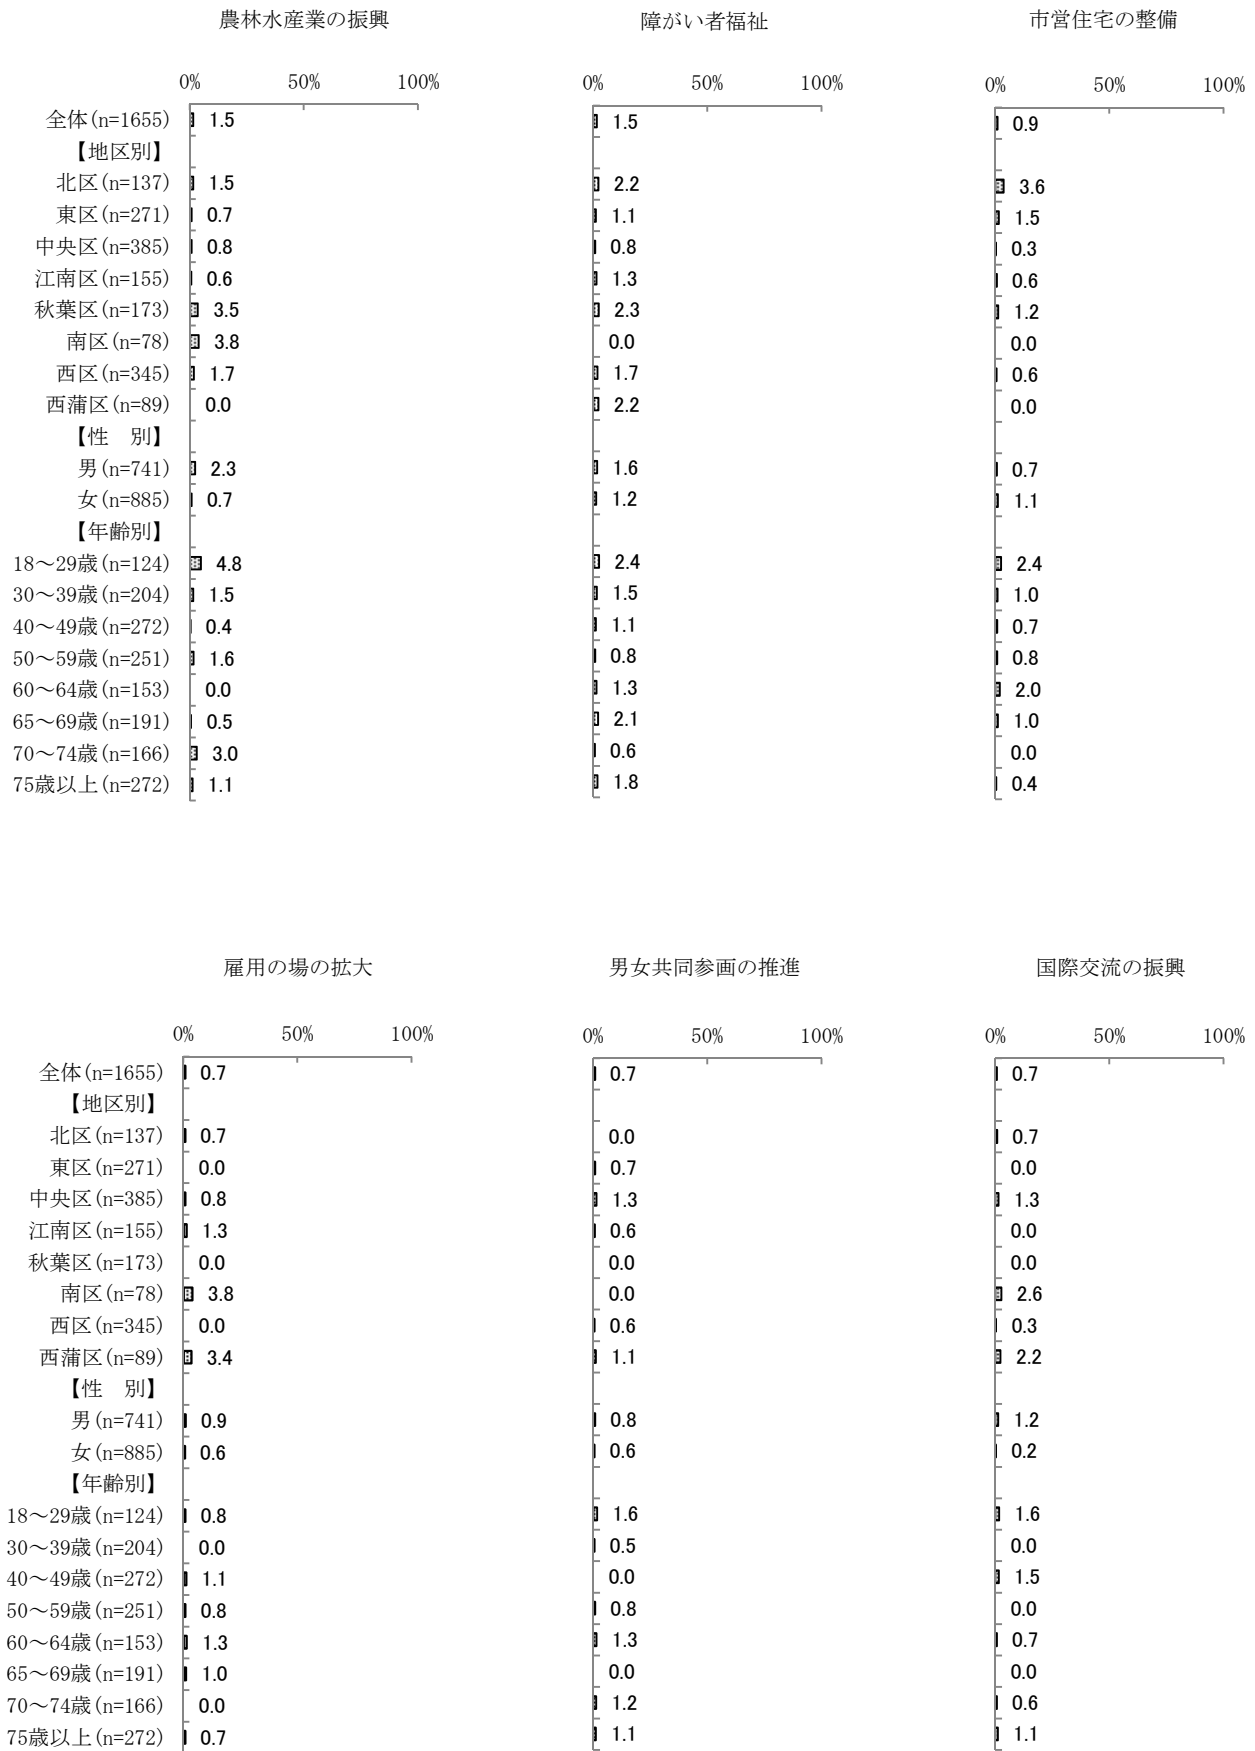 農林水産業の振興 障がい者福祉 市営住宅の整備
0% 50% 100% 0% 50% 100% 0% 50% 100%
全体(n=1655) 1.5 1.5 0.9
【地区別】
北区(n=137) 1.5 2.2 3.6
東区(n=271) 0.7 1.1 1.5
中央区(n=385) 0.8 0.8 0.3
江南区(n=155) 0.6 1.3 0.6
秋葉区(n=173) 3.5 2.3 1.2
南区(n=78) 3.8 0.0 0.0
西区(n=345) 1.7 1.7 0.6
西蒲区(n=89) 0.0 2.2 0.0
【性　別】
男(n=741) 2.3 1.6 0.7
女(n=885) 0.7 1.2 1.1
【年齢別】
18～29歳(n=124) 4.8 2.4 2.4
30～39歳(n=204) 1.5 1.5 1.0
40～49歳(n=272) 0.4 1.1 0.7
50～59歳(n=251) 1.6 0.8 0.8
60～64歳(n=153) 0.0 1.3 2.0
65～69歳(n=191) 0.5 2.1 1.0
70～74歳(n=166) 3.0 0.6 0.0
75歳以上(n=272) 1.1 1.8 0.4
雇用の場の拡大 男女共同参画の推進 国際交流の振興
0% 50% 100% 0% 50% 100% 0% 50% 100%
全体(n=1655) 0.7 0.7 0.7
【地区別】
北区(n=137) 0.7 0.0 0.7
東区(n=271) 0.0 0.7 0.0
中央区(n=385) 0.8 1.3 1.3
江南区(n=155) 1.3 0.6 0.0
秋葉区(n=173) 0.0 0.0 0.0
南区(n=78) 3.8 0.0 2.6
西区(n=345) 0.0 0.6 0.3
西蒲区(n=89) 3.4 1.1 2.2
【性　別】
男(n=741) 0.9 0.8 1.2
女(n=885) 0.6 0.6 0.2
【年齢別】
18～29歳(n=124) 0.8 1.6 1.6
30～39歳(n=204) 0.0 0.5 0.0
40～49歳(n=272) 1.1 0.0 1.5
50～59歳(n=251) 0.8 0.8 0.0
60～64歳(n=153) 1.3 1.3 0.7
65～69歳(n=191) 1.0 0.0 0.0
70～74歳(n=166) 0.0 1.2 0.6
75歳以上(n=272) 0.7 1.1 1.1